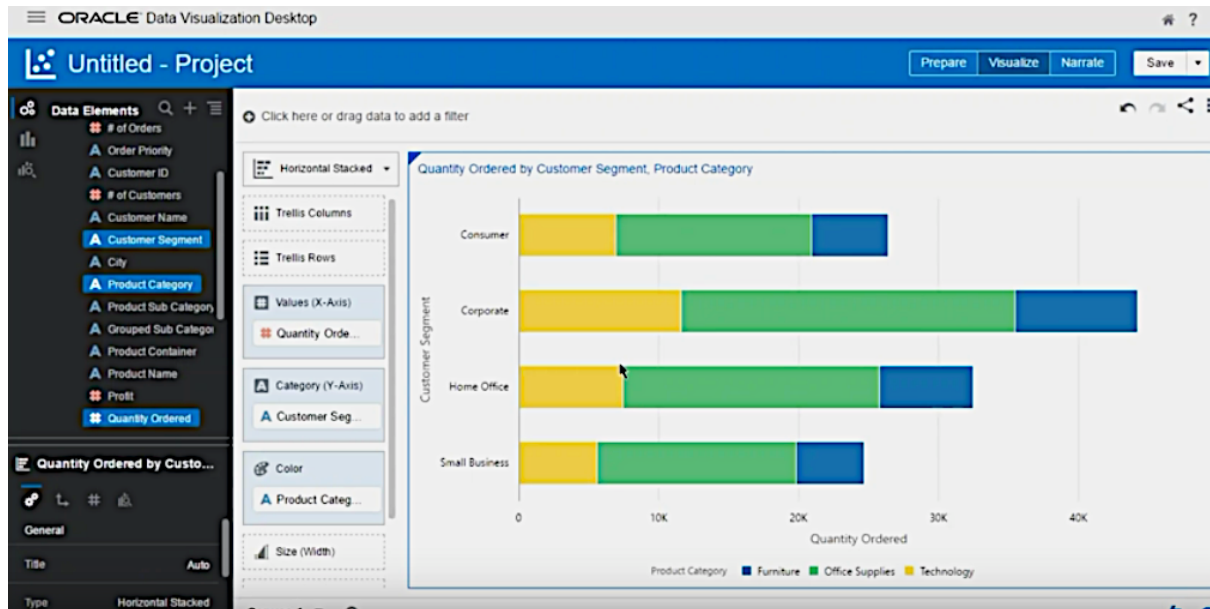 ORACLE Data Visualization Desktop
?
Untitled - Project
Prepare
Visualize
Narrate
Save
Data Elements
# of Orders
Order Priority
Customer ID
# of Customers
Customer Name
Customer Segment
City
Product Category
Product Sub Category
Grouped Sub Categor
Product Container
Product Name
Profit
Quantity Ordered
Quantity Ordered by Custo...
General
Title Auto
Type Horizontal Stacked
Click here or drag data to add a filter
Horizontal Stacked
Trellis Columns
Trellis Rows
Values (X-Axis)
Quantity Orde...
Category (Y-Axis)
Customer Seg...
Color
Product Categ...
Size (Width)
Quantity Ordered by Customer Segment, Product Category
Customer Segment
Consumer
Corporate
Home Office
Small Business
0 10K 20K 30K 40K
Quantity Ordered
Product Category Furniture Office Supplies Technology